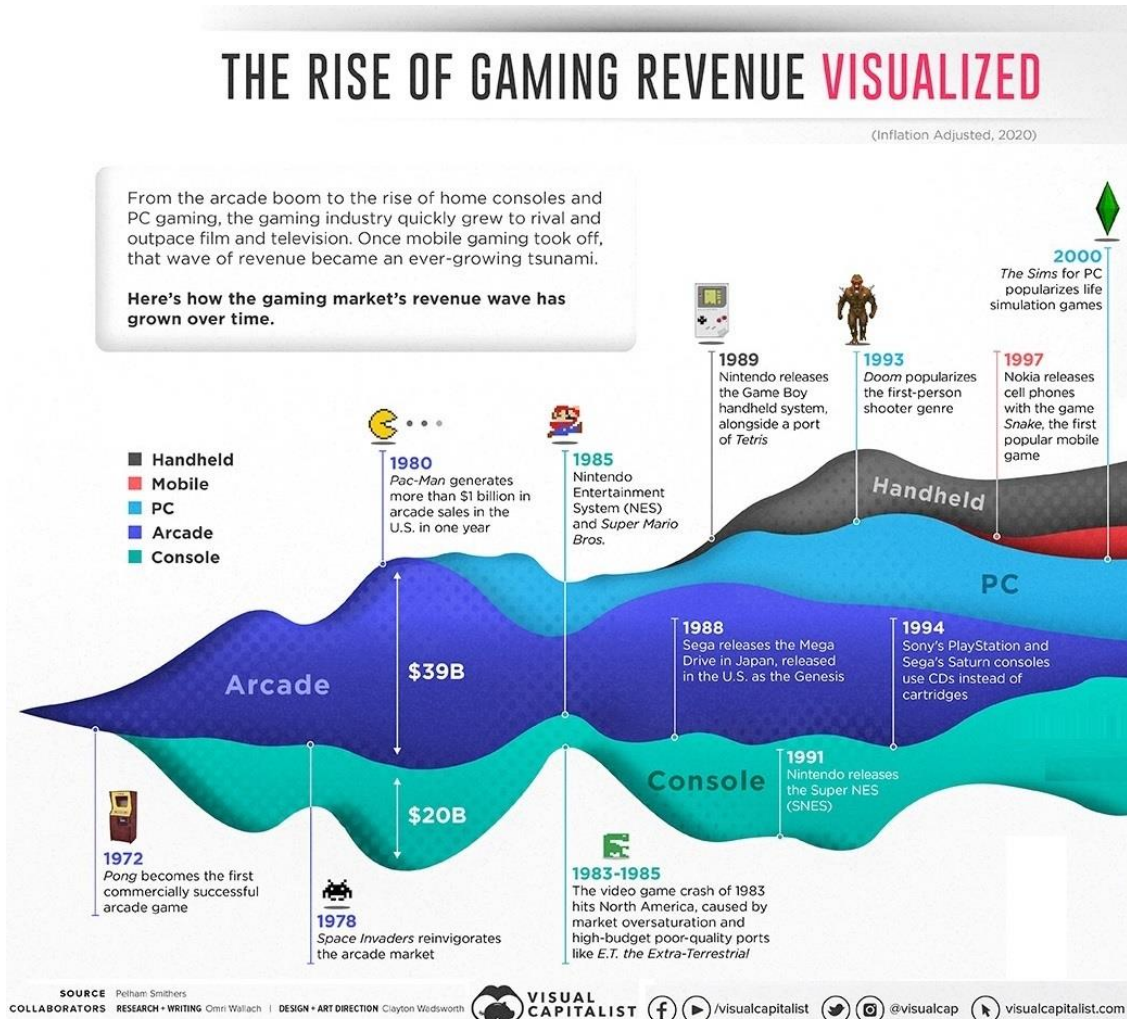 THE RISE OF GAMING REVENUE VISUALIZED
(Inflation Adjusted, 2020)
From the arcade boom to the rise of home consoles and
PC gaming, the gaming industry quickly grew to rival and
outpace film and television. Once mobile gaming took off,
that wave of revenue became an ever-growing tsunami.
Here's how the gaming market's revenue wave has
grown over time.
Handheld
Mobile
PC
Arcade
Console
1980
Pac-Man generates
more than $1 billion in
arcade sales in the
U.S. in one year
1985
Nintendo
Entertainment
System (NES)
and Super Mario
Bros.
1989
Nintendo releases
the Game Boy
handheld system,
alongside a port
of Tetris
1993
Doom popularizes
the first-person
shooter genre
1997
Nokia releases
cell phones
with the game
Snake, the first
popular mobile
game
2000
The Sims for PC
popularizes life
simulation games
Handheld
PC
Arcade
$39B
1988
Sega releases the Mega
Drive in Japan, released
in the U.S. as the Genesis
1994
Sony's PlayStation and
Sega's Saturn consoles
use CDs instead of
cartridges
Console
$20B
1991
Nintendo releases
the Super NES
(SNES)
1972
Pong becomes the first
commercially successful
arcade game
1978
Space Invaders reinvigorates
the arcade market
1983-1985
The video game crash of 1983
hits North America, caused by
market oversaturation and
high-budget poor-quality ports
like E.T. the Extra-Terrestrial
SOURCE Pelham Smithers
COLLABORATORS RESEARCH + WRITING Omri Wallach | DESIGN + ART DIRECTION Clayton Wadsworth
VISUAL
CAPITALIST
/visualcapitalist
@visualcap
visualcapitalist.com